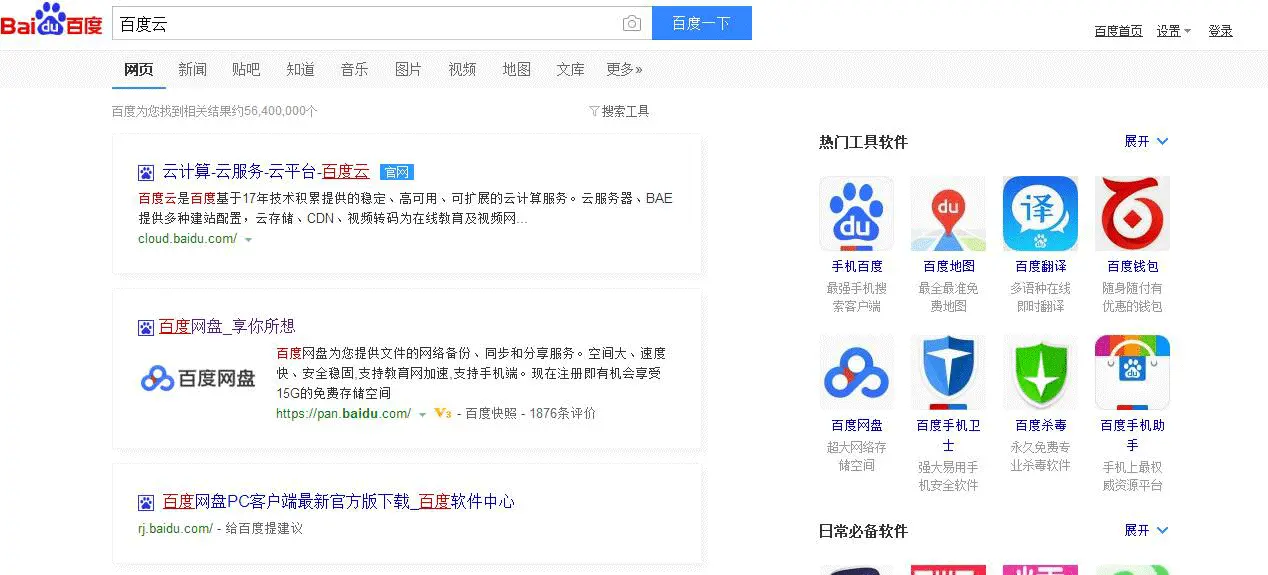 Bai du 百度
百度云
百度一下
百度首页 设置 登录
网页 新闻 贴吧 知道 音乐 图片 视频 地图 文库 更多»
百度为您找到相关结果约56,400,000个
搜索工具
云计算-云服务-云平台-百度云 官网
百度云是百度基于17年技术积累提供的稳定、高可用、可扩展的云计算服务。云服务器、BAE
提供多种建站配置，云存储、CDN、视频转码为在线教育及视频网...
cloud.baidu.com/
百度网盘_享你所想
百度网盘
百度网盘为您提供文件的网络备份、同步和分享服务。空间大、速度
快、安全稳固,支持教育网加速,支持手机端。现在注册即有机会享受
15G的免费存储空间
https://pan.baidu.com/ V3 - 百度快照 - 1876条评价
百度网盘PC客户端最新官方版下载_百度软件中心
rj.baidu.com/ - 给百度提建议
热门工具软件 展开
du du 译
手机百度 百度地图 百度翻译 百度钱包
最强手机搜 最全最准免 多语种在线 随身随付有
索客户端 费地图 即时翻译 优惠的钱包
百度网盘 百度手机卫 百度杀毒 百度手机助
士 手
超大网络存 永久免费专
储空间 业杀毒软件
强大易用手 手机上最权
机安全软件 威资源平台
日常必备软件 展开